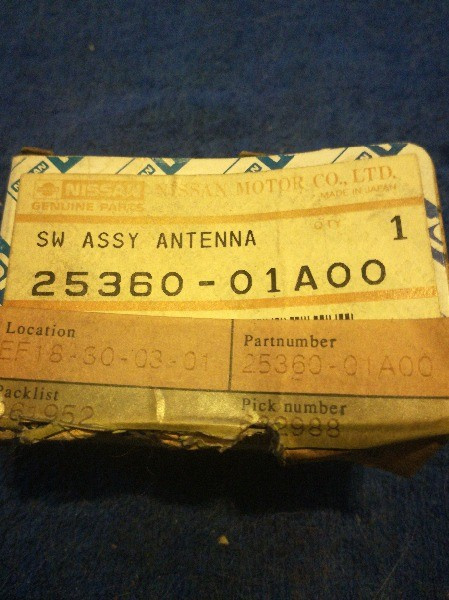 NISSAN NISSAN MOTOR CO., LTD.
GENUINE PARTS MADE IN JAPAN
QTY
SW ASSY ANTENNA 1
25360-01A00
Location Partnumber
EF18-30-03-01 25360-01A00
Packlist Pick number